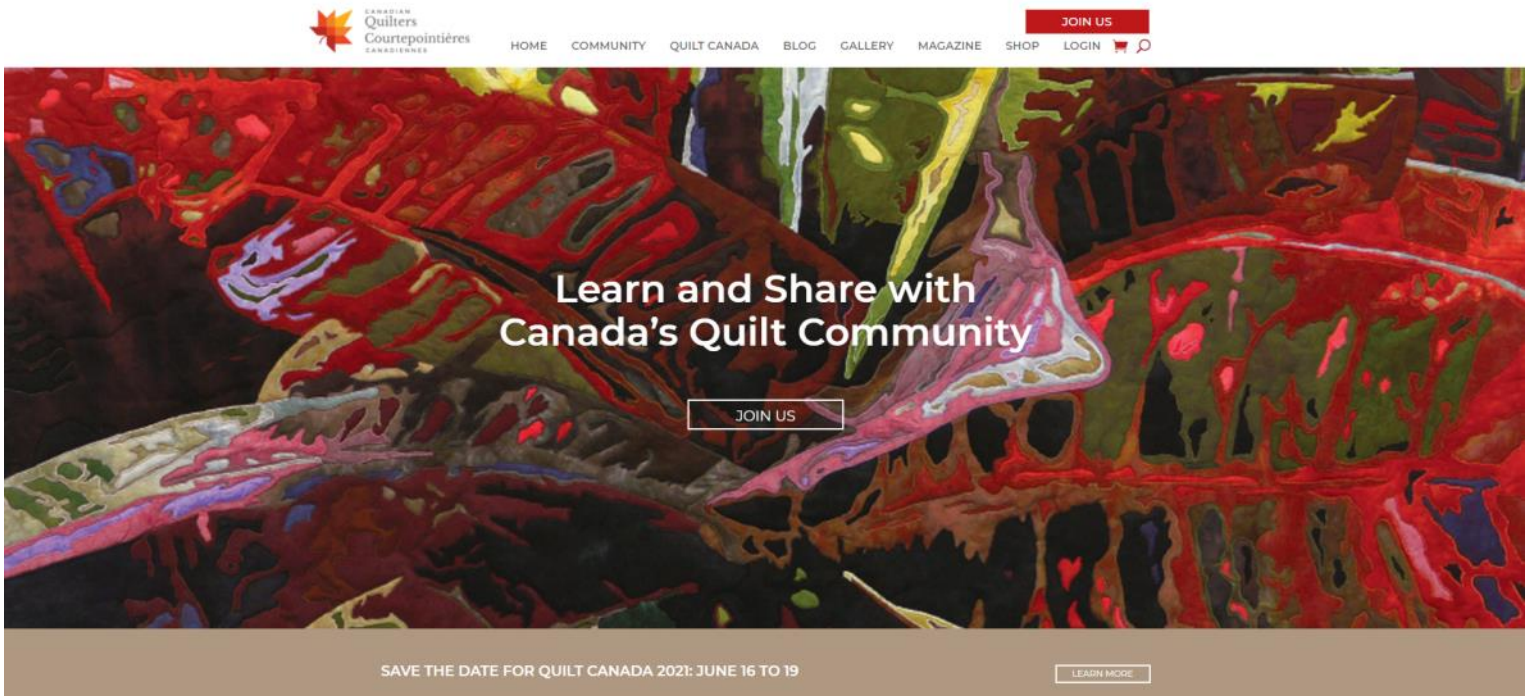 CANADIAN
Quilters
Courtepointières
CANADIENNES
JOIN US
HOME COMMUNITY QUILT CANADA BLOG GALLERY MAGAZINE SHOP LOGIN
Learn and Share with
Canada's Quilt Community
JOIN US
SAVE THE DATE FOR QUILT CANADA 2021: JUNE 16 TO 19
LEARN MORE